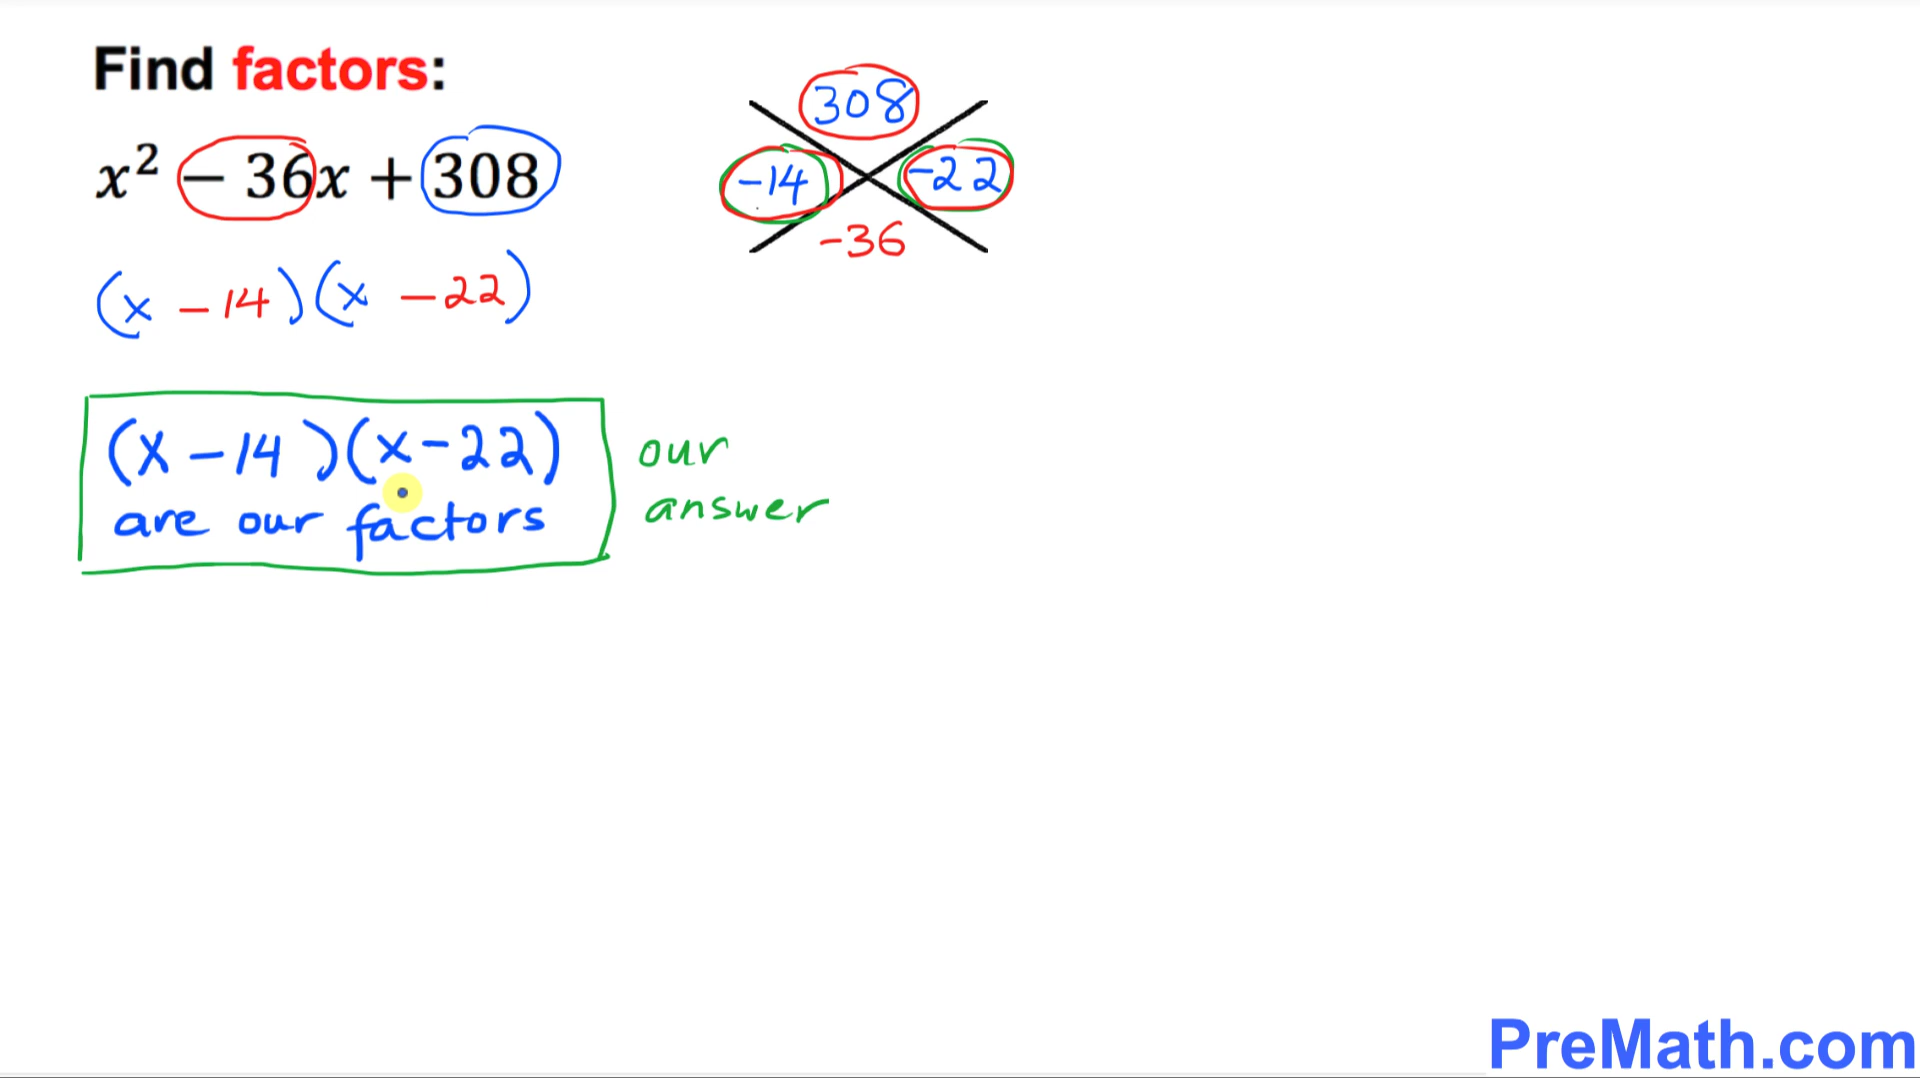 Find factors:
x² − 36x + 308
308
-14 -22
-36
(x - 14)(x - 22)
(x - 14)(x - 22)
are our factors
our
answer
PreMath.com